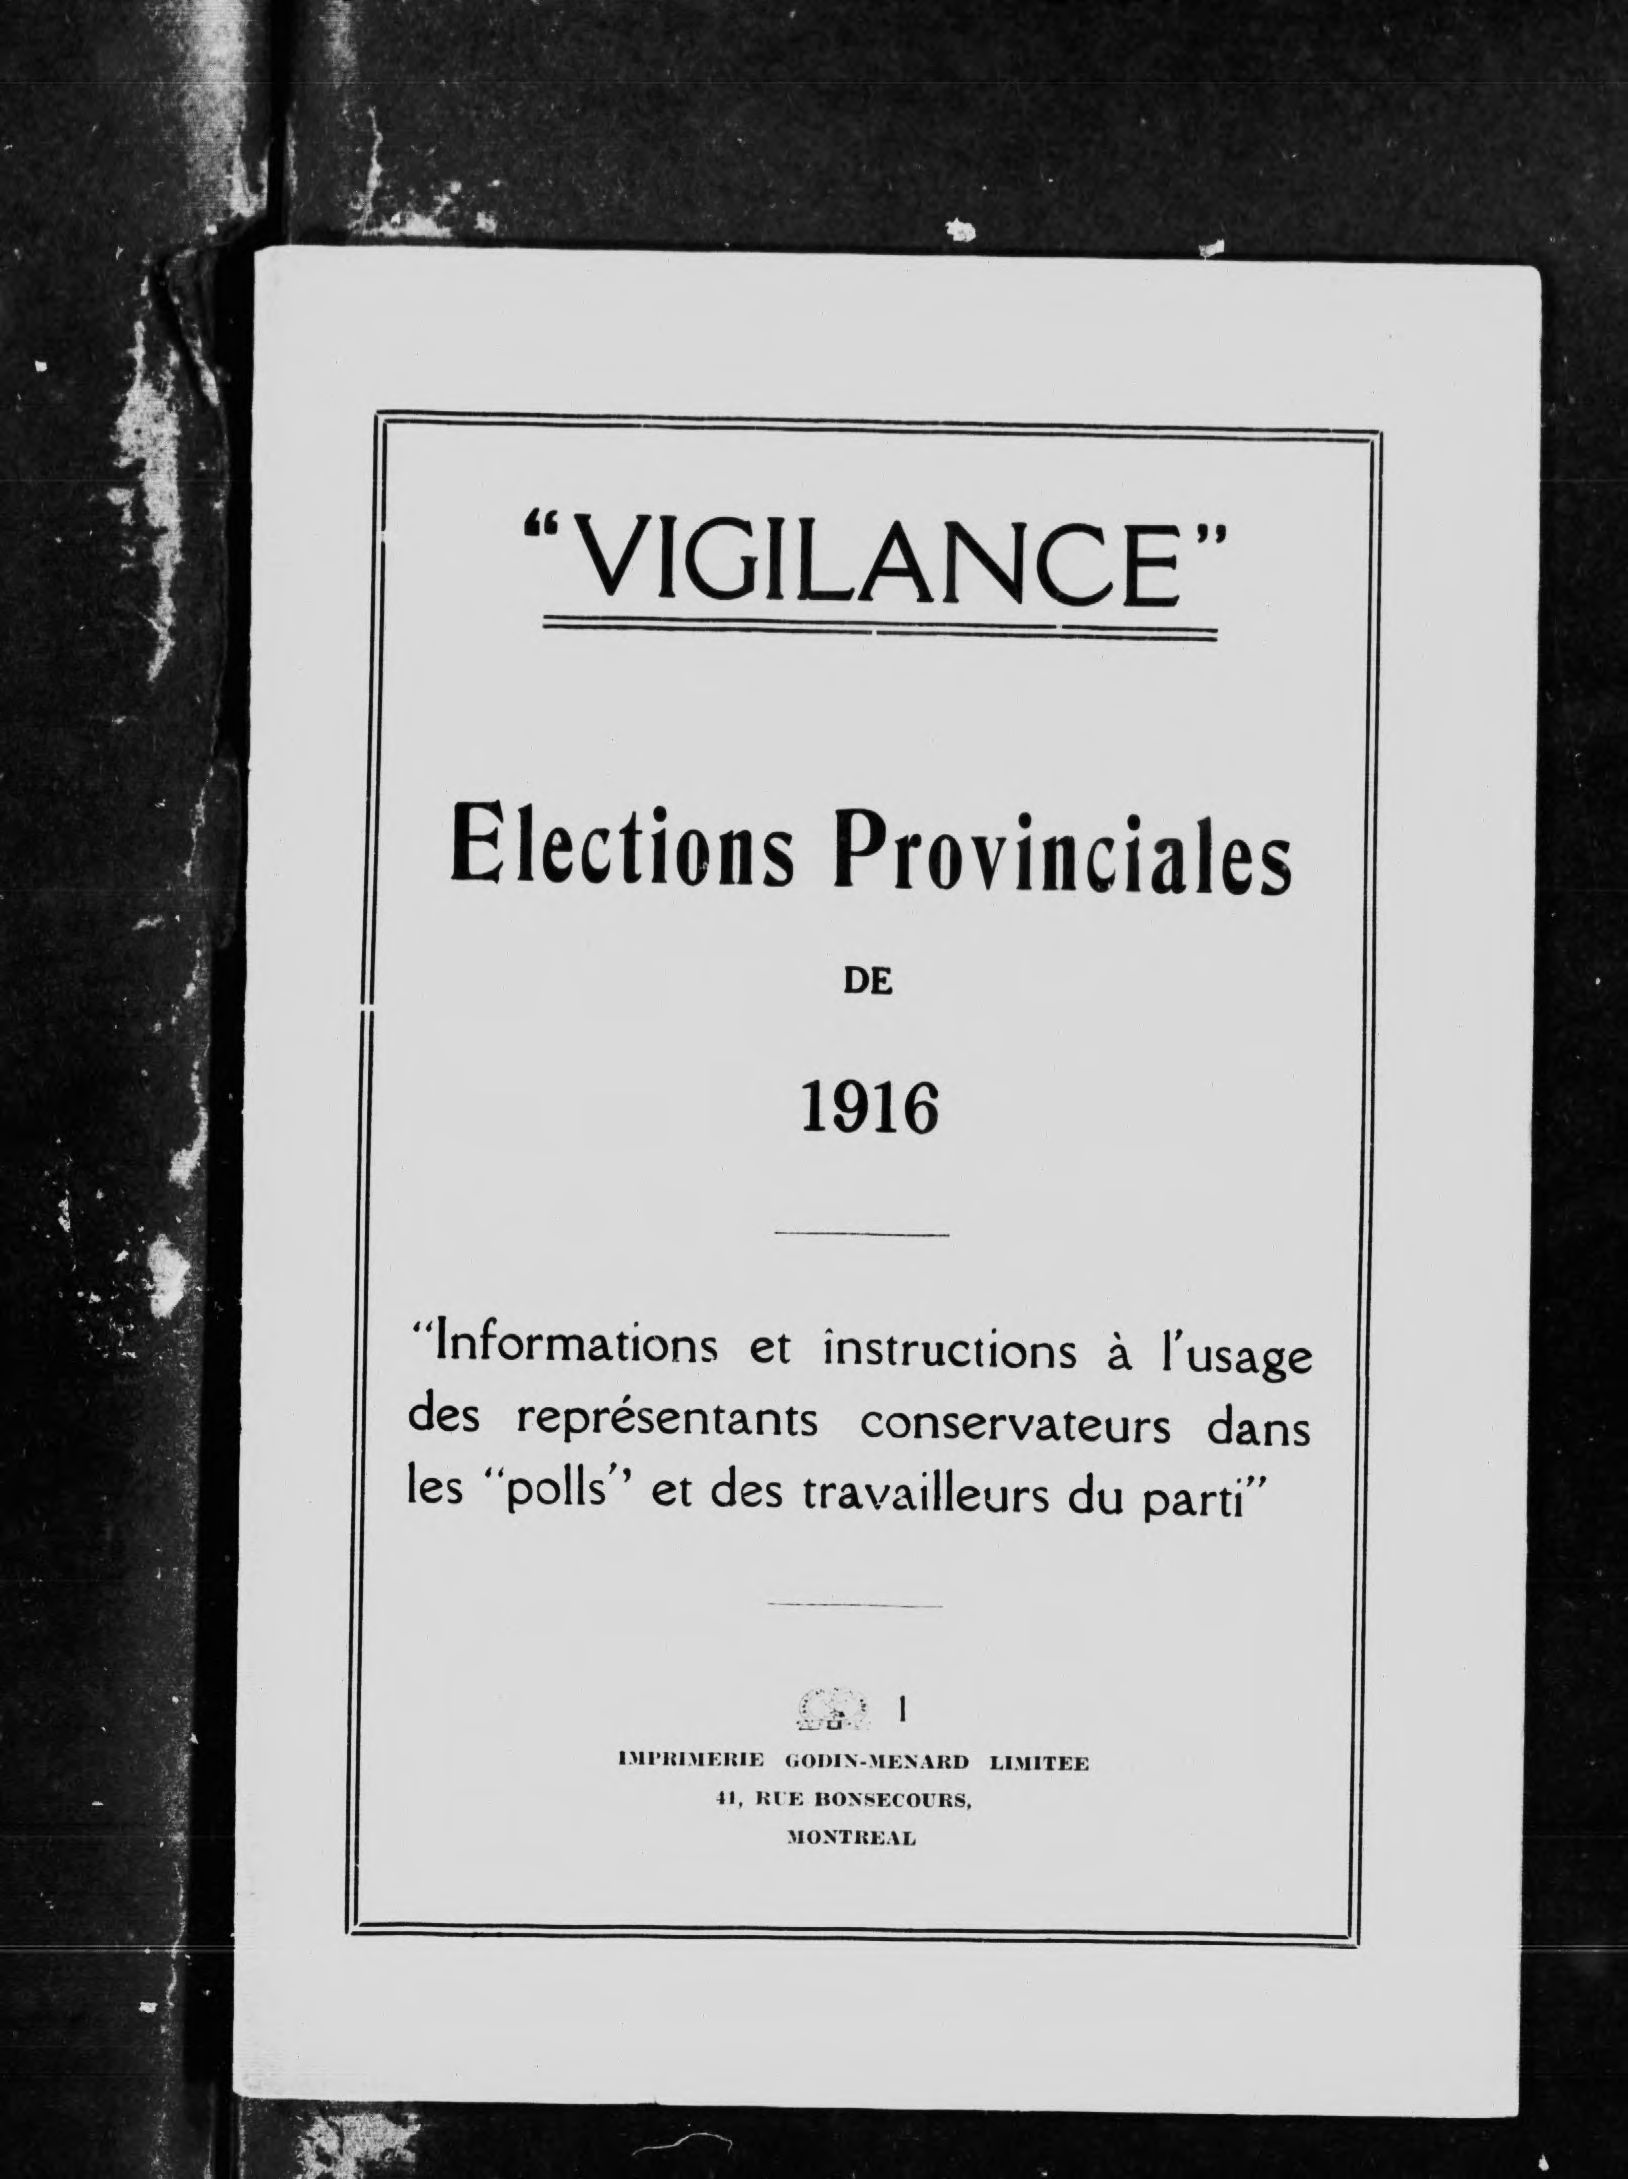 “VIGILANCE”
Elections Provinciales
DE
1916
“Informations et instructions à l'usage
des représentants conservateurs dans
les “polls’’ et des travailleurs du parti”
1
IMPRIMERIE GODIN-MENARD LIMITEE
41, RUE BONSECOURS,
MONTREAL